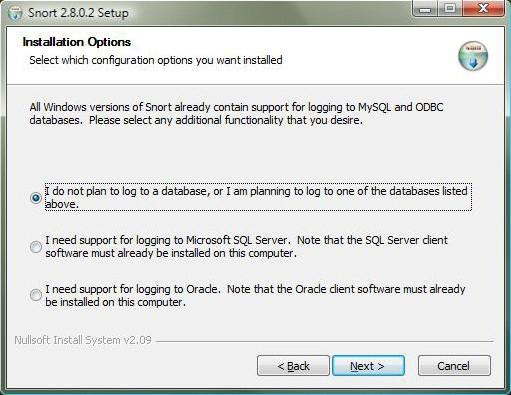 Snort 2.8.0.2 Setup
Installation Options
Select which configuration options you want installed
All Windows versions of Snort already contain support for logging to MySQL and ODBC
databases.  Please select any additional functionality that you desire.
I do not plan to log to a database, or I am planning to log to one of the databases listed
above.
I need support for logging to Microsoft SQL Server.  Note that the SQL Server client
software must already be installed on this computer.
I need support for logging to Oracle.  Note that the Oracle client software must already
be installed on this computer.
Nullsoft Install System v2.09
< Back
Next >
Cancel